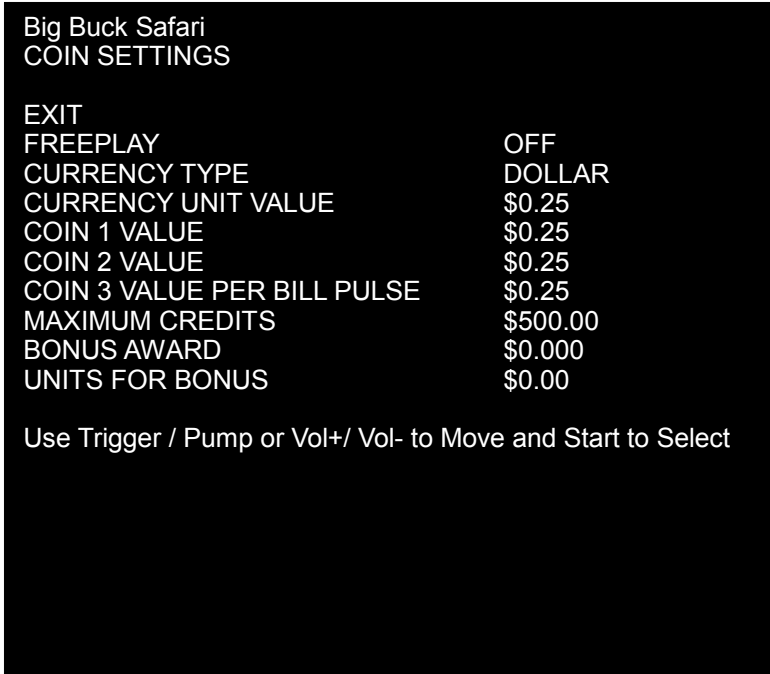 Big Buck Safari
COIN SETTINGS
EXIT
FREEPLAY OFF
CURRENCY TYPE DOLLAR
CURRENCY UNIT VALUE $0.25
COIN 1 VALUE $0.25
COIN 2 VALUE $0.25
COIN 3 VALUE PER BILL PULSE $0.25
MAXIMUM CREDITS $500.00
BONUS AWARD $0.000
UNITS FOR BONUS $0.00
Use Trigger / Pump or Vol+/ Vol- to Move and Start to Select